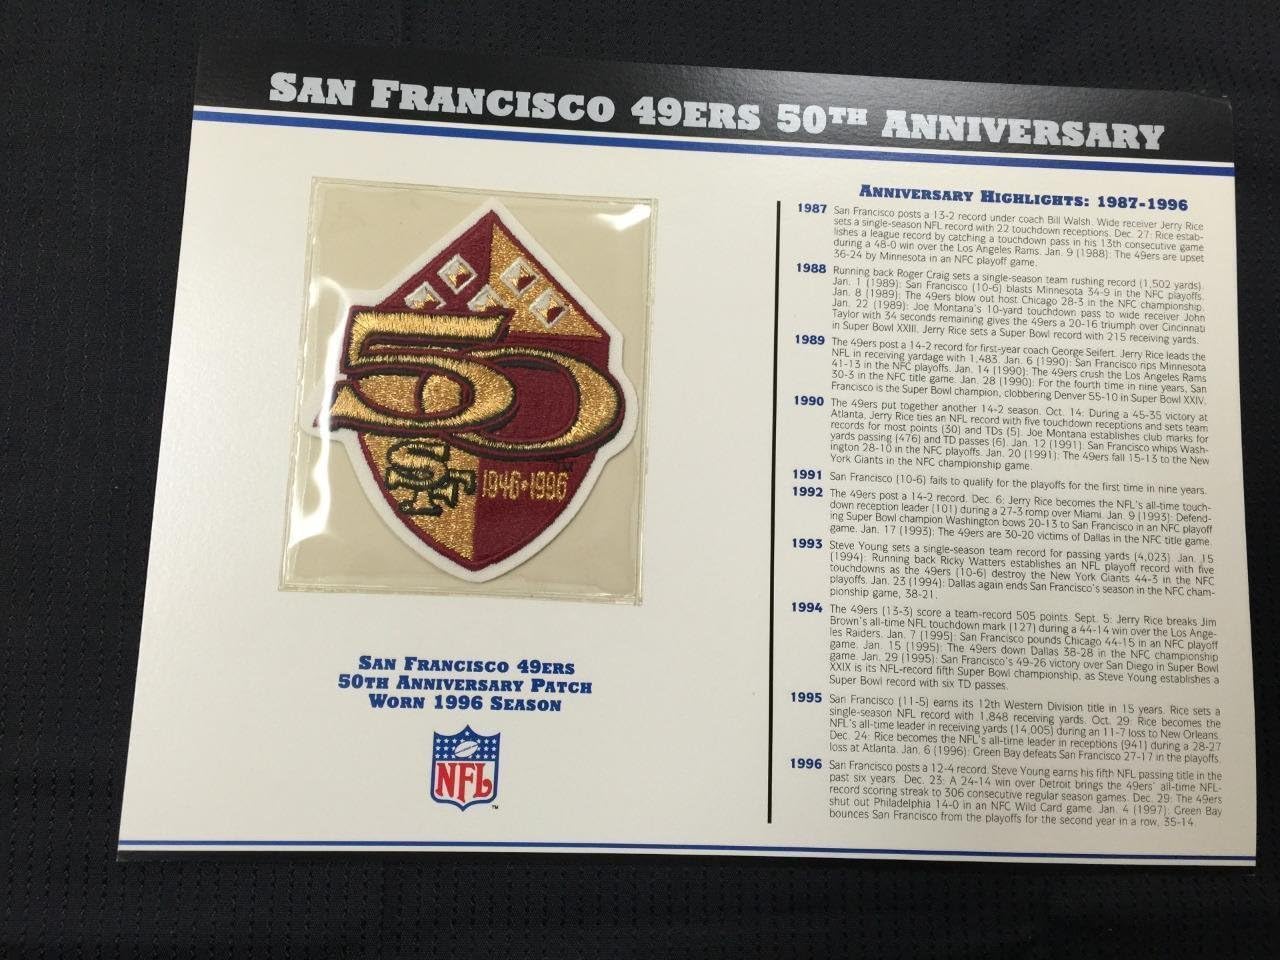 SAN FRANCISCO 49ERS 50TH ANNIVERSARY
50
SF
1946•1996
TM
SAN FRANCISCO 49ERS
50TH ANNIVERSARY PATCH
WORN 1996 SEASON
NFL
TM
ANNIVERSARY HIGHLIGHTS: 1987-1996
1987 San Francisco posts a 13-2 record under coach Bill Walsh. Wide receiver Jerry Rice
sets a single-season NFL record with 22 touchdown receptions. Dec. 27: Rice estab-
lishes a league record by catching a touchdown pass in his 13th consecutive game
during a 48-0 win over the Los Angeles Rams. Jan. 9 (1988): The 49ers are upset
36-24 by Minnesota in an NFC playoff game.
1988 Running back Roger Craig sets a single-season team rushing record (1,502 yards).
Jan. 1 (1989): San Francisco (10-6) blasts Minnesota 34-9 in the NFC playoffs.
Jan. 8 (1989): The 49ers blow out host Chicago 28-3 in the NFC championship.
Jan. 22 (1989): Joe Montana's 10-yard touchdown pass to wide receiver John
Taylor with 34 seconds remaining gives the 49ers a 20-16 triumph over Cincinnati
in Super Bowl XXIII. Jerry Rice sets a Super Bowl record with 215 receiving yards.
1989 The 49ers post a 14-2 record for first-year coach George Seifert. Jerry Rice leads the
NFL in receiving yardage with 1,483. Jan. 6 (1990): San Francisco rips Minnesota
41-13 in the NFC playoffs. Jan. 14 (1990): The 49ers crush the Los Angeles Rams
30-3 in the NFC title game. Jan. 28 (1990): For the fourth time in nine years, San
Francisco is the Super Bowl champion, clobbering Denver 55-10 in Super Bowl XXIV.
1990 The 49ers put together another 14-2 season. Oct. 14: During a 45-35 victory at
Atlanta, Jerry Rice ties an NFL record with five touchdown receptions and sets team
records for most points (30) and TDs (5). Joe Montana establishes club marks for
yards passing (476) and TD passes (6). Jan. 12 (1991): San Francisco whips Wash-
ington 28-10 in the NFC playoffs. Jan. 20 (1991): The 49ers fall 15-13 to the New
York Giants in the NFC championship game.
1991 San Francisco (10-6) fails to qualify for the playoffs for the first time in nine years.
1992 The 49ers post a 14-2 record. Dec. 6: Jerry Rice becomes the NFL's all-time touch-
down reception leader (101) during a 27-3 romp over Miami. Jan. 9 (1993): Defend-
ing Super Bowl champion Washington bows 20-13 to San Francisco in an NFC playoff
game. Jan. 17 (1993): The 49ers are 30-20 victims of Dallas in the NFC title game.
1993 Steve Young sets a single-season team record for passing yards (4,023). Jan. 15
(1994): Running back Ricky Watters establishes an NFL playoff record with five
touchdowns as the 49ers (10-6) destroy the New York Giants 44-3 in the NFC
playoffs. Jan. 23 (1994): Dallas again ends San Francisco's season in the NFC cham-
pionship game, 38-21.
1994 The 49ers (13-3) score a team-record 505 points. Sept. 5: Jerry Rice breaks Jim
Brown's all-time NFL touchdown mark (127) during a 44-14 win over the Los Ange-
les Raiders. Jan. 7 (1995): San Francisco pounds Chicago 44-15 in an NFC playoff
game. Jan. 15 (1995): The 49ers down Dallas 38-28 in the NFC championship
game. Jan. 29 (1995): San Francisco's 49-26 victory over San Diego in Super Bowl
XXIX is its NFL-record fifth Super Bowl championship, as Steve Young establishes a
Super Bowl record with six TD passes.
1995 San Francisco (11-5) earns its 12th Western Division title in 15 years. Rice sets a
single-season NFL record with 1,848 receiving yards. Oct. 29: Rice becomes the
NFL's all-time leader in receiving yards (14,005) during an 11-7 loss to New Orleans.
Dec. 24: Rice becomes the NFL's all-time leader in receptions (941) during a 28-27
loss at Atlanta. Jan. 6 (1996): Green Bay defeats San Francisco 27-17 in the playoffs.
1996 San Francisco posts a 12-4 record. Steve Young earns his fifth NFL passing title in the
past six years. Dec. 23: A 24-14 win over Detroit brings the 49ers' all-time NFL-
record scoring streak to 306 consecutive regular season games. Dec. 29: The 49ers
shut out Philadelphia 14-0 in an NFC Wild Card game. Jan. 4 (1997): Green Bay
bounces San Francisco from the playoffs for the second year in a row, 35-14.